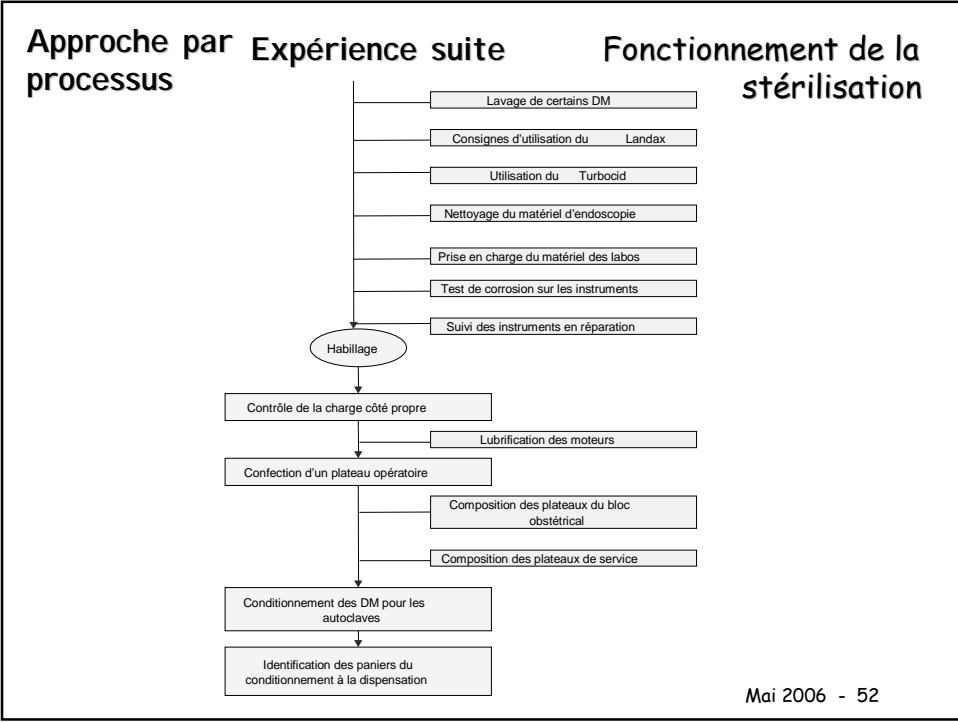 Approche par
processus
Expérience suite
Fonctionnement de la
stérilisation
Lavage de certains DM
Consignes d'utilisation du Landax
Utilisation du Turbocid
Nettoyage du matériel d'endoscopie
Prise en charge du matériel des labos
Test de corrosion sur les instruments
Suivi des instruments en réparation
Habillage
Contrôle de la charge côté propre
Lubrification des moteurs
Confection d'un plateau opératoire
Composition des plateaux du bloc
obstétrical
Composition des plateaux de service
Conditionnement des DM pour les
autoclaves
Identification des paniers du
conditionnement à la dispensation
Mai 2006 - 52